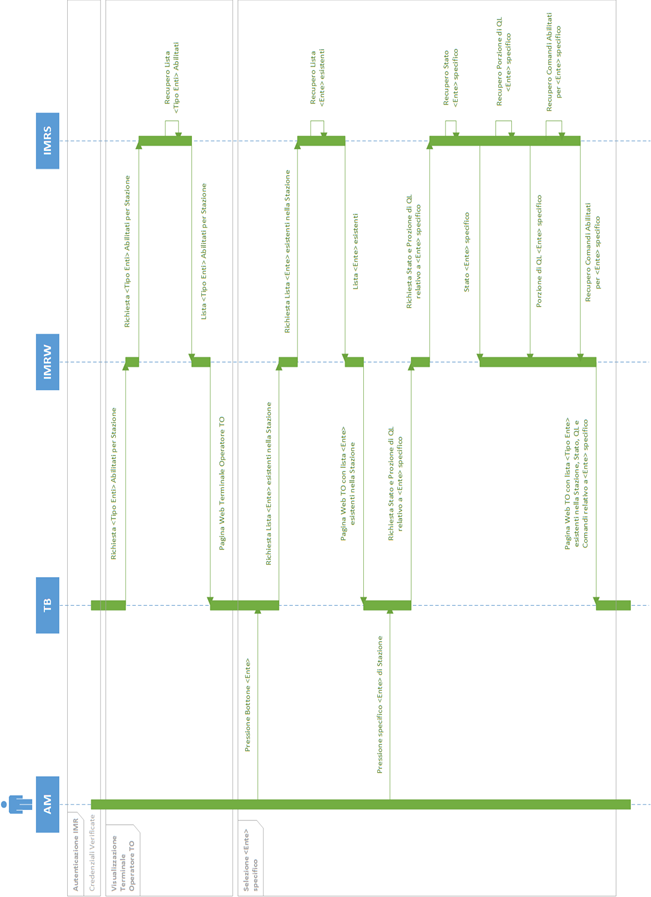 AM
TB
IMRW
IMRS
Autenticazione IMR
Credenziali Verificate
Visualizzazione
Terminale
Operatore TO
Richiesta <Tipo Enti> Abilitati per Stazione
Richiesta <Tipo Enti> Abilitati per Stazione
Recupero Lista
<Tipo Enti> Abilitati
Lista <Tipo Enti> Abilitati per Stazione
Pagina Web Terminale Operatore TO
Selezione <Ente>
specifico
Pressione Bottone <Ente>
Richiesta Lista <Ente> esistenti nella Stazione
Richiesta Lista <Ente> esistenti nella Stazione
Recupero Lista
<Ente> esistenti
Lista <Ente> esistenti
Pagina Web TO con lista <Ente>
esistenti nella Stazione
Pressione specifico <Ente> di Stazione
Richiesta Stato e Prozione di QL
relativo a <Ente> specifico
Richiesta Stato e Prozione di QL
relativo a <Ente> specifico
Recupero Stato
<Ente> specifico
Stato <Ente> specifico
Recupero Porzione di QL
<Ente> specifico
Porzione di QL <Ente> specifico
Recupero Comandi Abilitati
per <Ente> specifico
Recupero Comandi Abilitati
per <Ente> specifico
Pagina Web TO con lista <Tipo Ente>
esistenti nella Stazione, Stato, QL e
Comandi relativo a <Ente> specifico